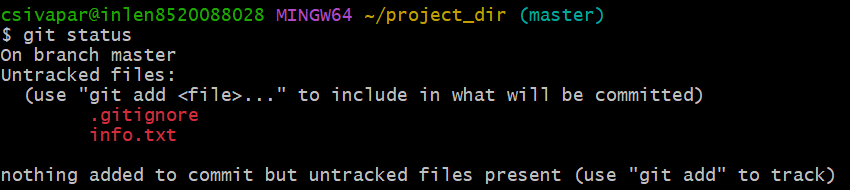 csivapar@inlen8520088028 MINGW64 ~/project_dir (master)
$ git status
On branch master
Untracked files:
  (use "git add <file>..." to include in what will be committed)
        .gitignore
        info.txt

nothing added to commit but untracked files present (use "git add" to track)